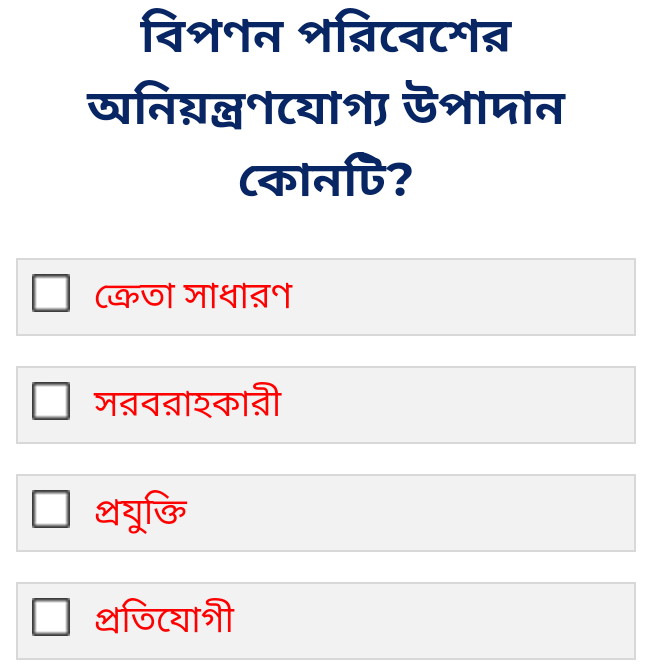 বিপণন পরিবেশের
অনিয়ন্ত্রণযোগ্য উপাদান
কোনটি?
ক্রেতা সাধারণ
সরবরাহকারী
প্রযুক্তি
প্রতিযোগী